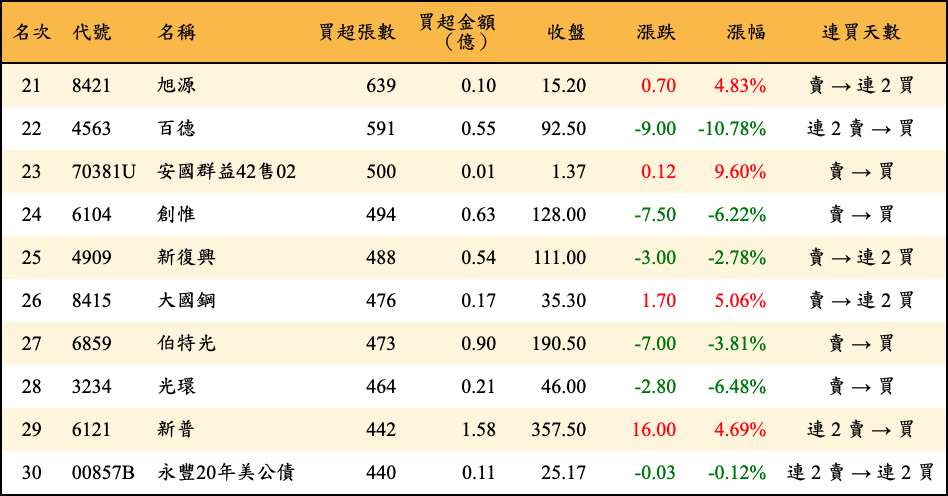 名次 代號 名稱 買超張數 買超金額（億） 收盤 漲跌 漲幅 連買天數
21 8421 旭源 639 0.10 15.20 0.70 4.83% 賣 → 連 2 買
22 4563 百德 591 0.55 92.50 -9.00 -10.78% 連 2 賣 → 買
23 70381U 安國群益42售02 500 0.01 1.37 0.12 9.60% 賣 → 買
24 6104 創惟 494 0.63 128.00 -7.50 -6.22% 賣 → 買
25 4909 新復興 488 0.54 111.00 -3.00 -2.78% 賣 → 連 2 買
26 8415 大國鋼 476 0.17 35.30 1.70 5.06% 賣 → 連 2 買
27 6859 伯特光 473 0.90 190.50 -7.00 -3.81% 賣 → 買
28 3234 光環 464 0.21 46.00 -2.80 -6.48% 賣 → 買
29 6121 新普 442 1.58 357.50 16.00 4.69% 連 2 賣 → 買
30 00857B 永豐20年美公債 440 0.11 25.17 -0.03 -0.12% 連 2 賣 → 連 2 買